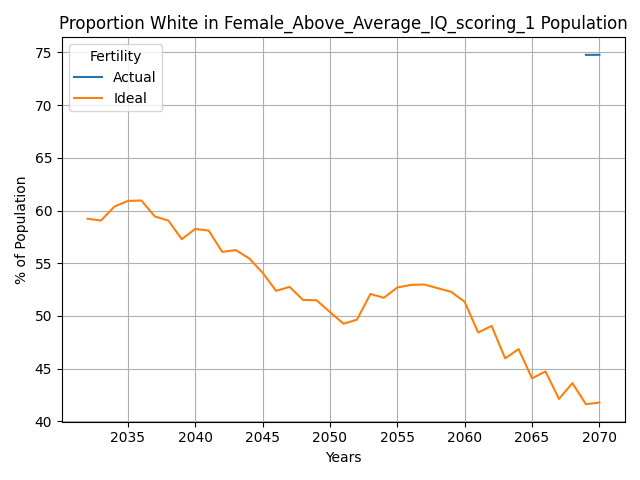 Proportion White in Female_Above_Average_IQ_scoring_1 Population
Fertility
Actual
Ideal
% of Population
75
70
65
60
55
50
45
40
2035 2040 2045 2050 2055 2060 2065 2070
Years